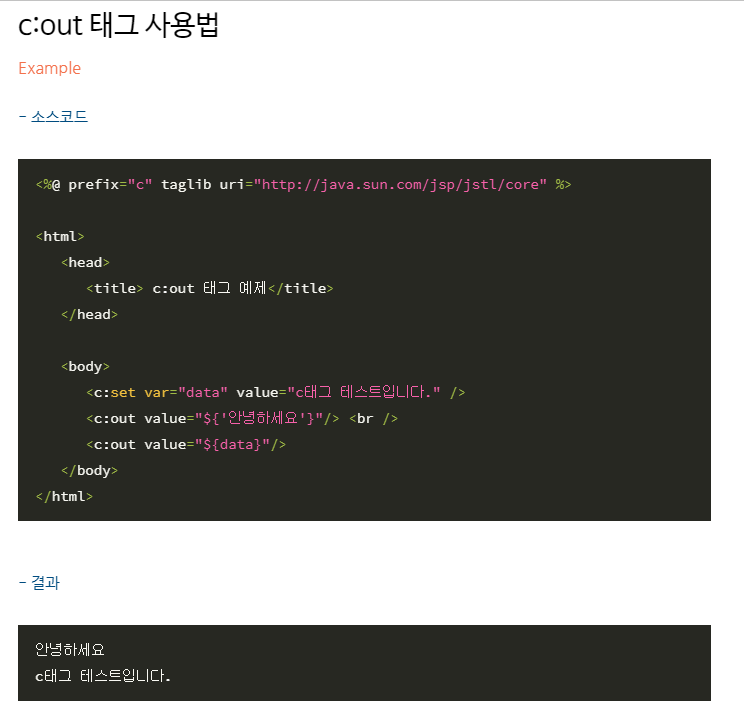 c:out 태그 사용법
Example
- 소스코드
<%@ prefix="c" taglib uri="http://java.sun.com/jsp/jstl/core" %>
<html>
<head>
<title> c:out 태그 예제</title>
</head>
<body>
<c:set var="data" value="c태그 테스트입니다." />
<c:out value="${'안녕하세요'}"/> <br />
<c:out value="${data}"/>
</body>
</html>
- 결과
안녕하세요
c태그 테스트입니다.